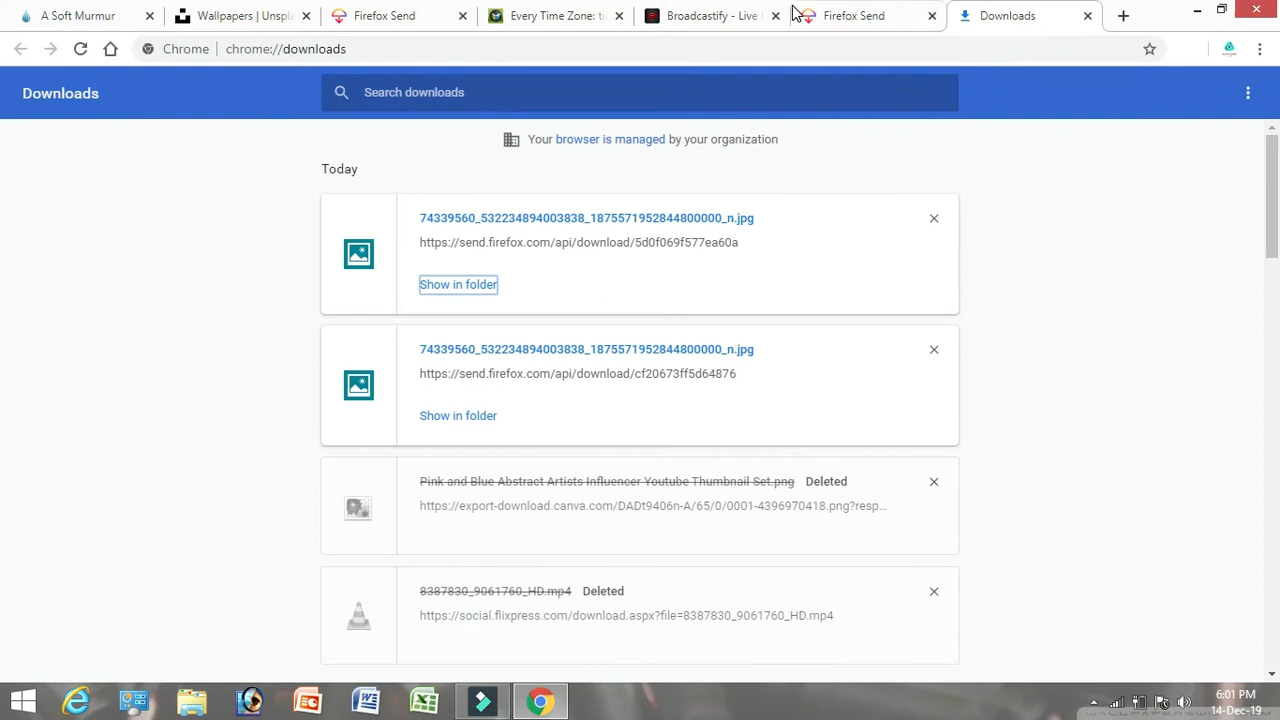 A Soft Murmur
Wallpapers | Unspla
Firefox Send
Every Time Zone: ti
Broadcastify - Live
Firefox Send
Downloads
Chrome
chrome://downloads
Downloads
Search downloads
Your browser is managed by your organization
Today
74339560_532234894003838_1875571952844800000_n.jpg
https://send.firefox.com/api/download/5d0f069f577ea60a
Show in folder
74339560_532234894003838_1875571952844800000_n.jpg
https://send.firefox.com/api/download/cf20673ff5d64876
Show in folder
Pink and Blue Abstract Artists Influencer Youtube Thumbnail Set.png Deleted
https://export-download.canva.com/DADt9406n-A/65/0/0001-4396970418.png?resp...
8387830_9061760_HD.mp4 Deleted
https://social.flixpress.com/download.aspx?file=8387830_9061760_HD.mp4
6:01 PM
14-Dec-19